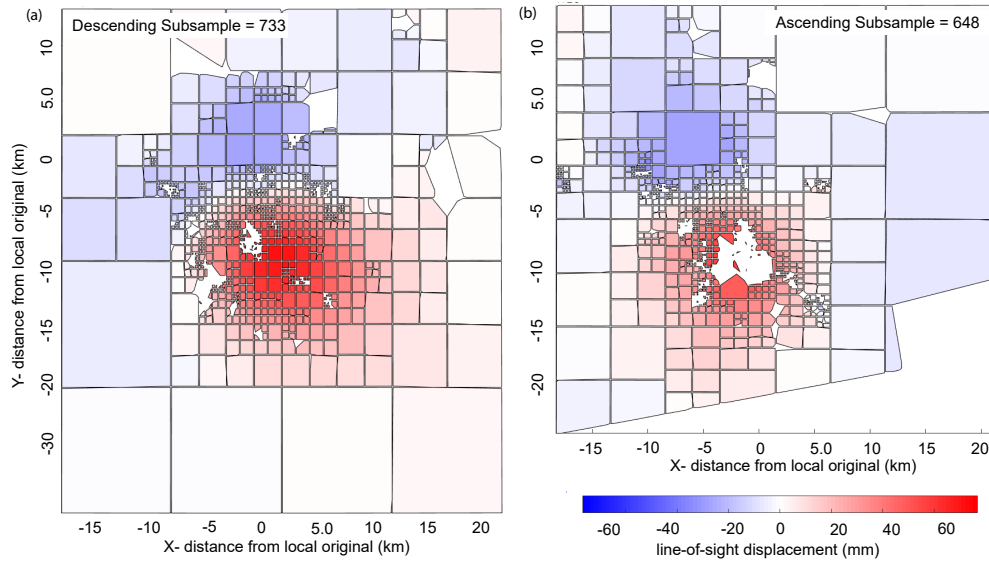 (a)
Descending Subsample = 733
(b)
Ascending Subsample = 648
Y- distance from local original (km)
10
5.0
0
-5
-10
-15
-20
-30
10
5.0
0
-5
-10
-15
-20
-15 -10 -5 0 5.0 10 15 20
X- distance from local original (km)
-15 -10 -5 0 5.0 10 15 20
X- distance from local original (km)
-60 -40 -20 0 20 40 60
line-of-sight displacement (mm)